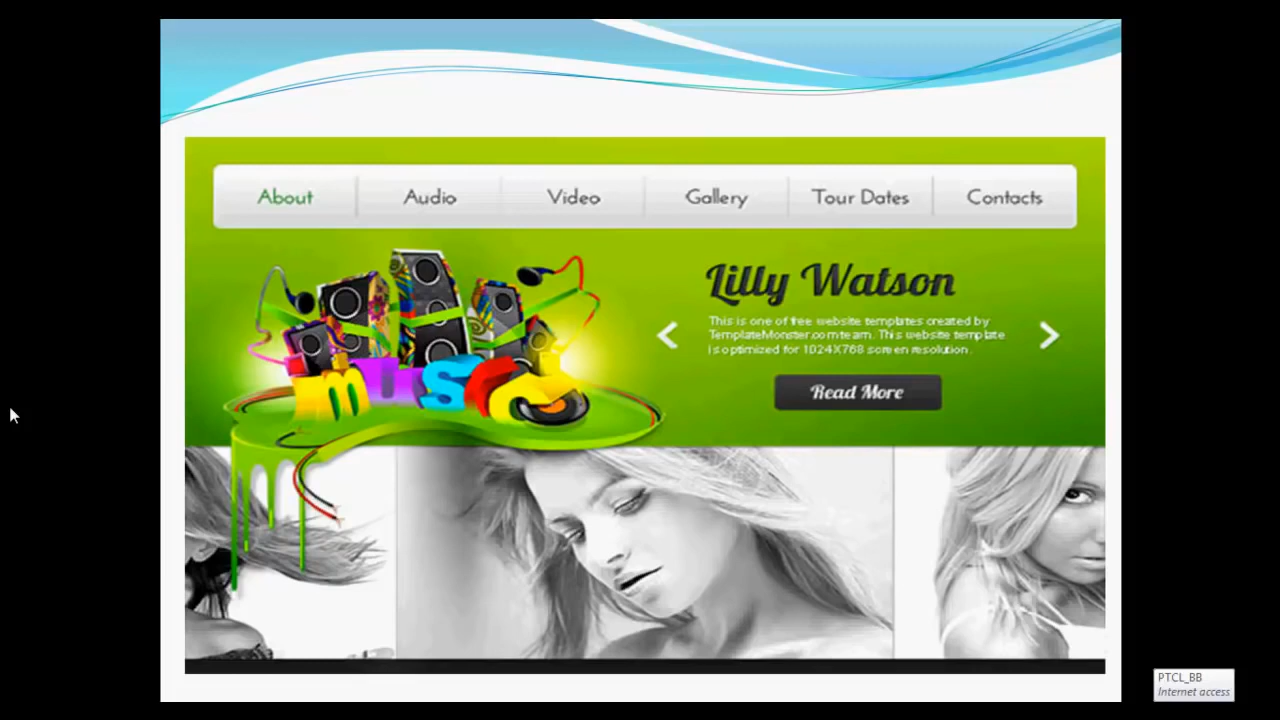 About Audio Video Gallery Tour Dates Contacts
Lilly Watson
This is one of free website templates created by
TemplateMonster.com team. This website template
is optimized for 1024X768 screen resolution.
Read More
music
PTCL_BB
Internet access